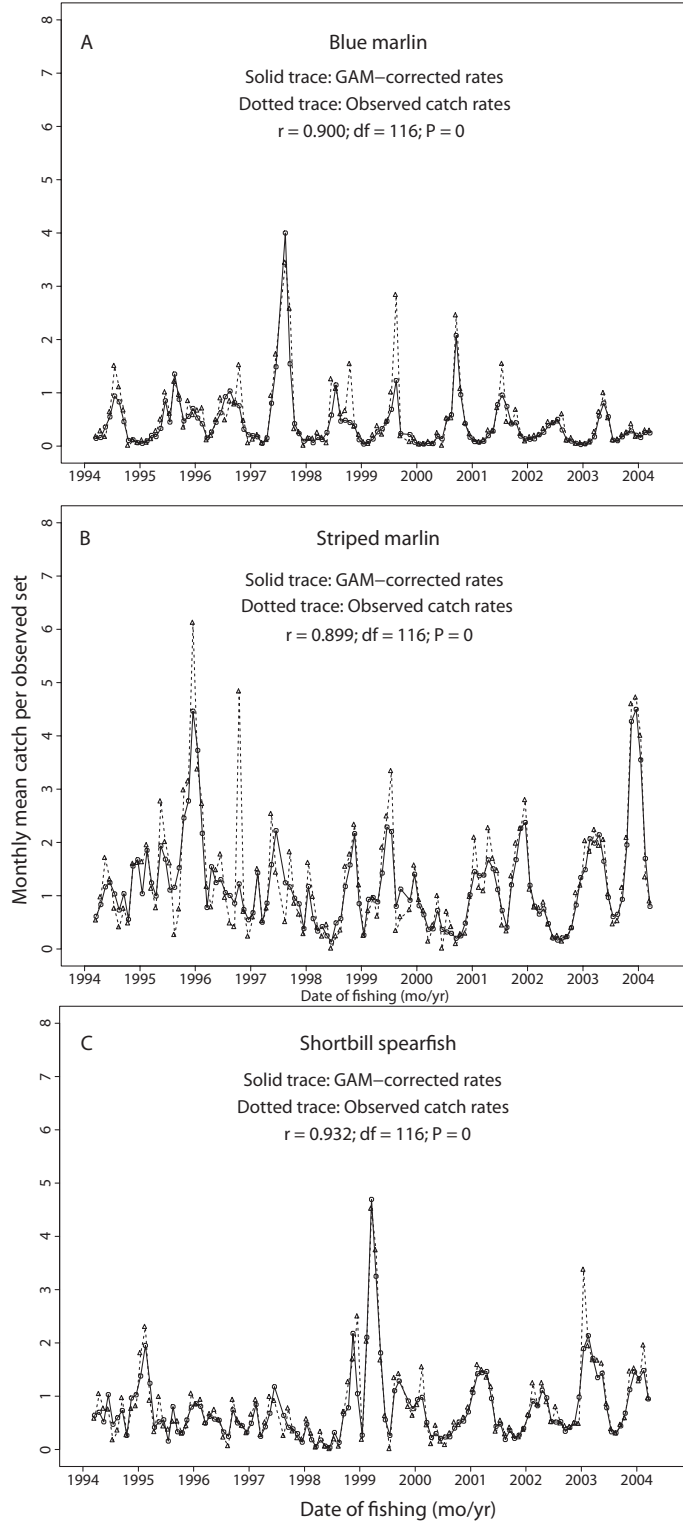 A
Blue marlin
Solid trace: GAM−corrected rates
Dotted trace: Observed catch rates
r = 0.900; df = 116; P = 0
8
7
6
5
4
3
2
1
0
1994 1995 1996 1997 1998 1999 2000 2001 2002 2003 2004
Monthly mean catch per observed set
B
Striped marlin
Solid trace: GAM−corrected rates
Dotted trace: Observed catch rates
r = 0.899; df = 116; P = 0
8
7
6
5
4
3
2
1
0
1994 1995 1996 1997 1998 1999 2000 2001 2002 2003 2004
Date of fishing (mo/yr)
C
Shortbill spearfish
Solid trace: GAM−corrected rates
Dotted trace: Observed catch rates
r = 0.932; df = 116; P = 0
8
7
6
5
4
3
2
1
0
1994 1995 1996 1997 1998 1999 2000 2001 2002 2003 2004
Date of fishing (mo/yr)